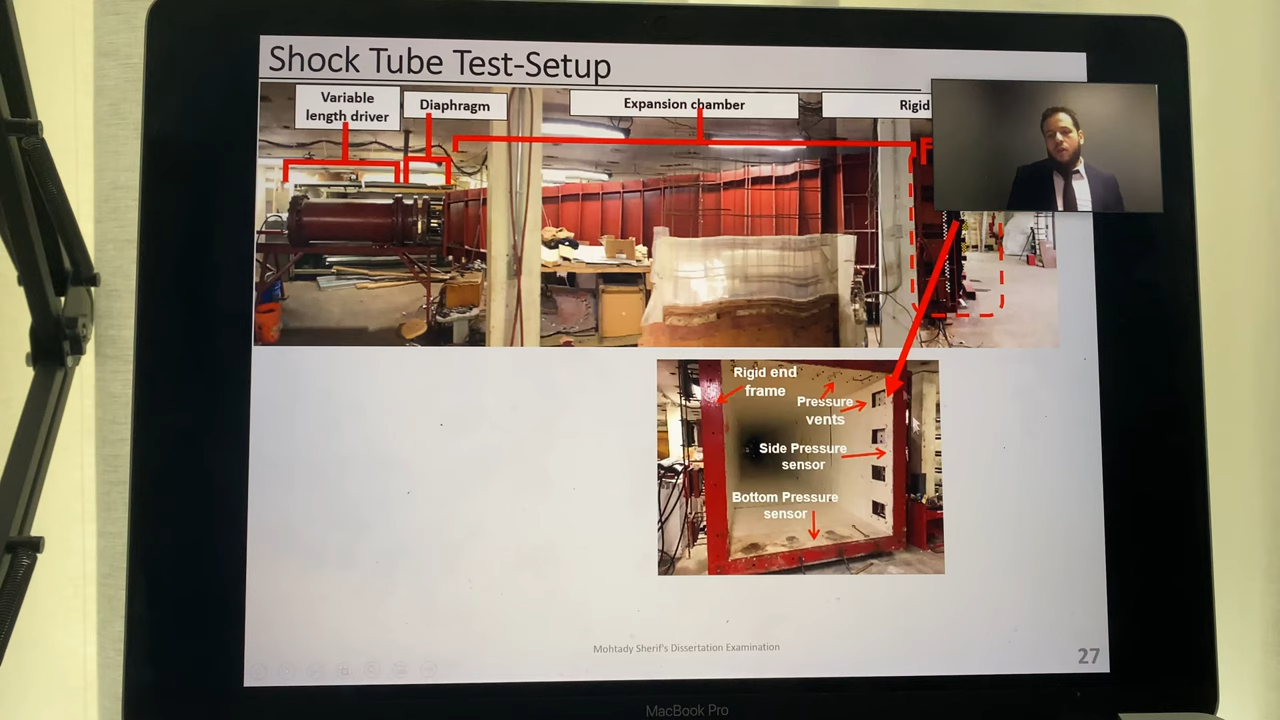 Shock Tube Test-Setup
Variable
length driver
Diaphragm
Expansion chamber
Rigid
Rigid end
frame
Pressure
vents
Side Pressure
sensor
Bottom Pressure
sensor
Mohtady Sherif's Dissertation Examination
27
MacBook Pro